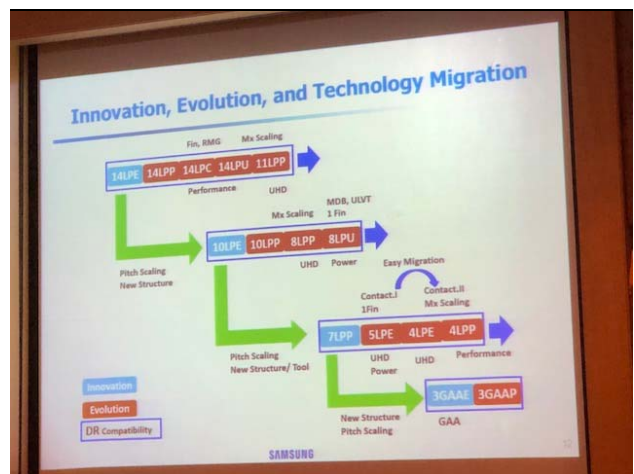 Innovation, Evolution, and Technology Migration
Fin, RMG Mx Scaling
14LPE 14LPP 14LPC 14LPU 11LPP
Performance UHD
MDB, ULVT
Mx Scaling 1 Fin
10LPE 10LPP 8LPP 8LPU
UHD Power
Pitch Scaling
New Structure
Easy Migration
Contact.I Contact.II
1Fin Mx Scaling
7LPP 5LPE 4LPE 4LPP
UHD UHD Performance
Power
Pitch Scaling
New Structure/ Tool
3GAAE 3GAAP
GAA
New Structure
Pitch Scaling
Innovation
Evolution
DR Compatibility
SAMSUNG